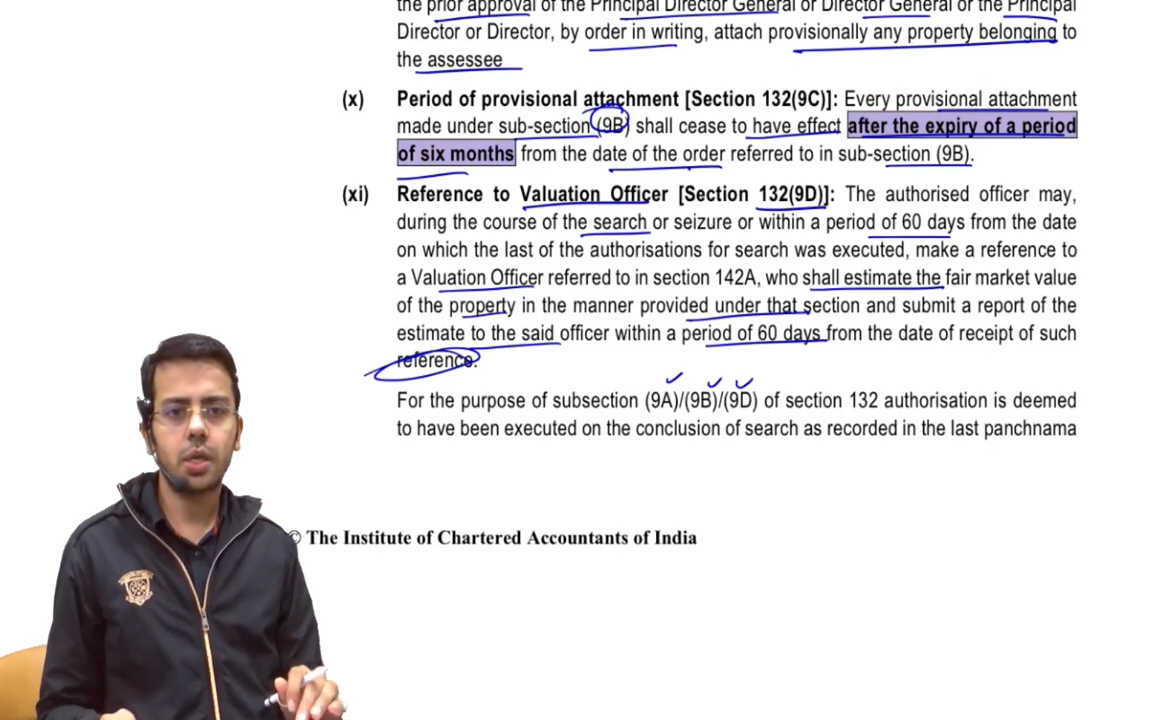 the prior approval of the Principal Director General or Director General or the Principal
Director or Director, by order in writing, attach provisionally any property belonging to
the assessee
(x) Period of provisional attachment [Section 132(9C)]: Every provisional attachment
made under sub-section (9B) shall cease to have effect after the expiry of a period
of six months from the date of the order referred to in sub-section (9B).
(xi) Reference to Valuation Officer [Section 132(9D)]: The authorised officer may,
during the course of the search or seizure or within a period of 60 days from the date
on which the last of the authorisations for search was executed, make a reference to
a Valuation Officer referred to in section 142A, who shall estimate the fair market value
of the property in the manner provided under that section and submit a report of the
estimate to the said officer within a period of 60 days from the date of receipt of such
reference.
For the purpose of subsection (9A)/(9B)/(9D) of section 132 authorisation is deemed
to have been executed on the conclusion of search as recorded in the last panchnama
© The Institute of Chartered Accountants of India